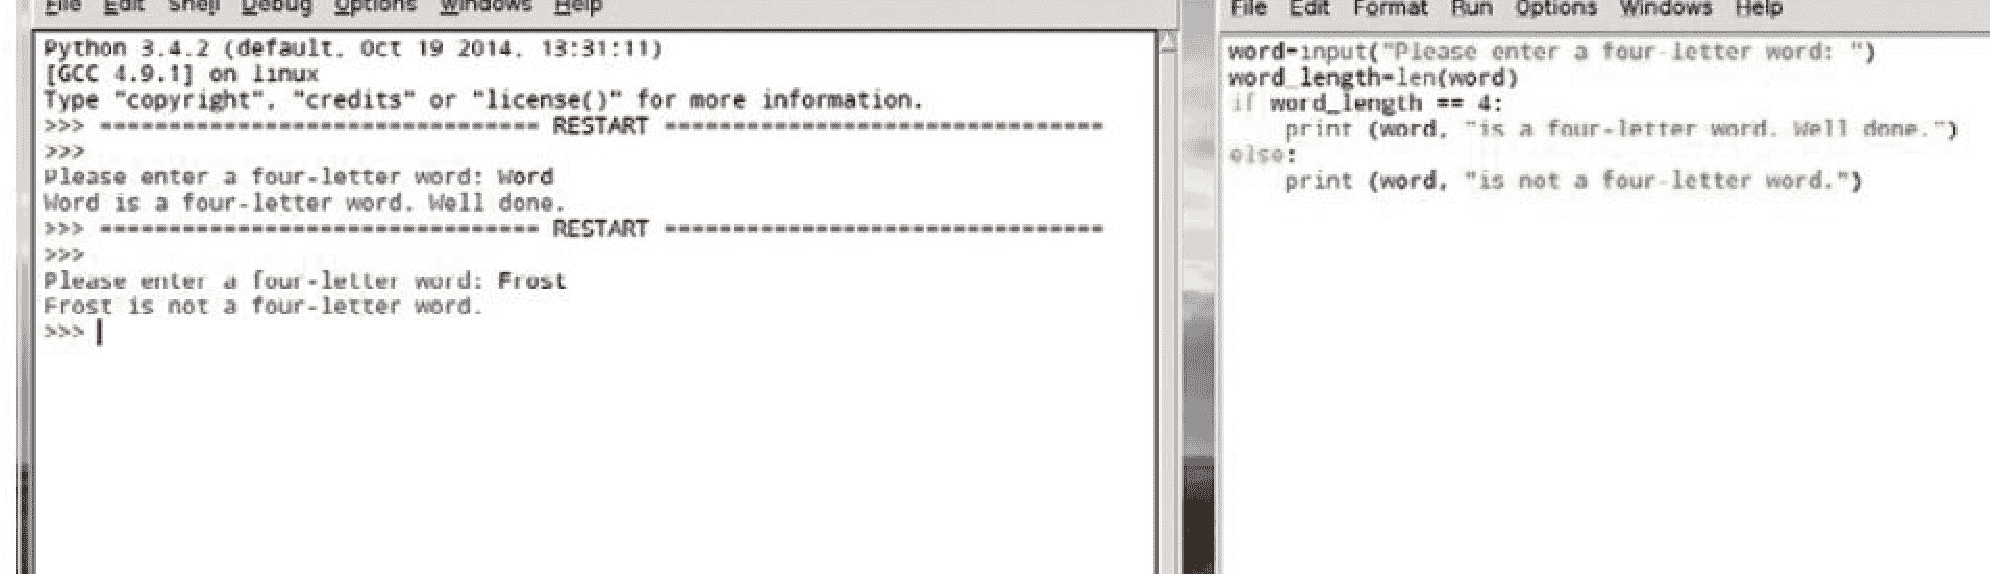 File Edit Shell Debug Options Windows Help
Python 3.4.2 (default, Oct 19 2014, 13:31:11)
[GCC 4.9.1] on linux
Type "copyright", "credits" or "license()" for more information.
>>> ================================ RESTART ================================
>>>
Please enter a four-letter word: Word
Word is a four-letter word. Well done.
>>> ================================ RESTART ================================
>>>
Please enter a four-letter word: Frost
Frost is not a four-letter word.
>>>
File Edit Format Run Options Windows Help
word=input("Please enter a four-letter word: ")
word_length=len(word)
if word_length == 4:
    print (word, "is a four-letter word. Well done.")
else:
    print (word, "is not a four-letter word.")